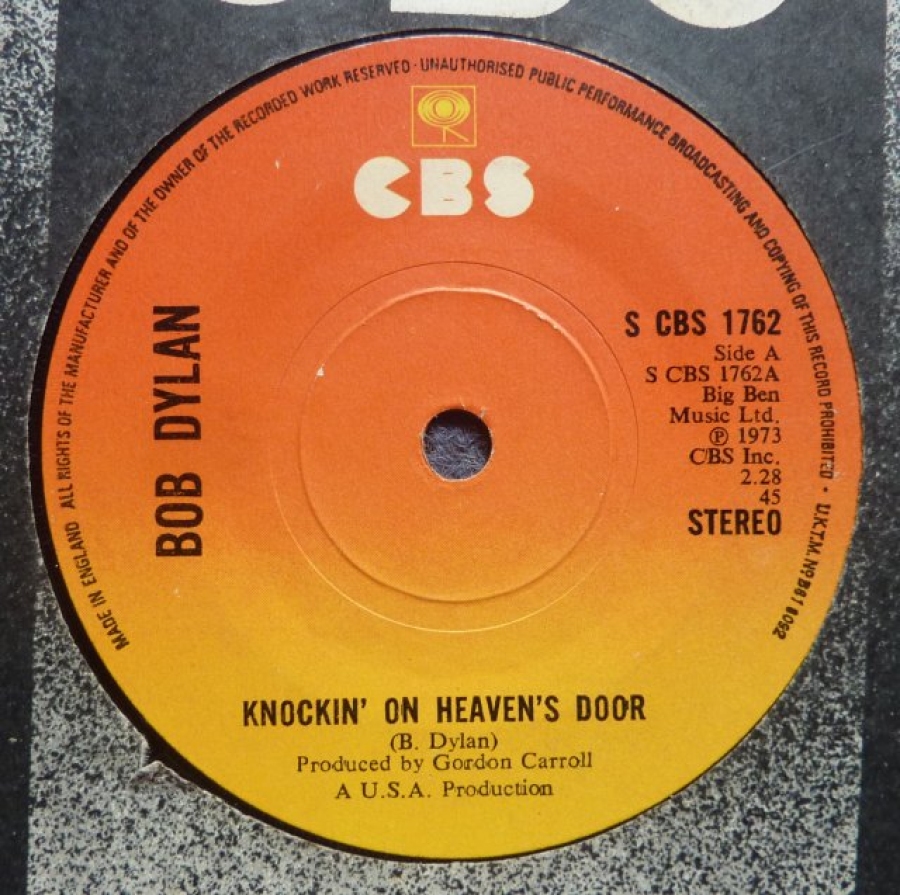 MADE IN ENGLAND ALL RIGHTS OF THE MANUFACTURER AND OF THE OWNER OF THE RECORDED WORK RESERVED · UNAUTHORISED PUBLIC PERFORMANCE BROADCASTING AND COPYING OF THIS RECORD PROHIBITED · U.K.T.M. Nº B618092
CBS
BOB DYLAN
S CBS 1762
Side A
S CBS 1762A
Big Ben
Music Ltd.
℗ 1973
CBS Inc.
2.28
45
STEREO
KNOCKIN' ON HEAVEN'S DOOR
(B. Dylan)
Produced by Gordon Carroll
A U.S.A. Production